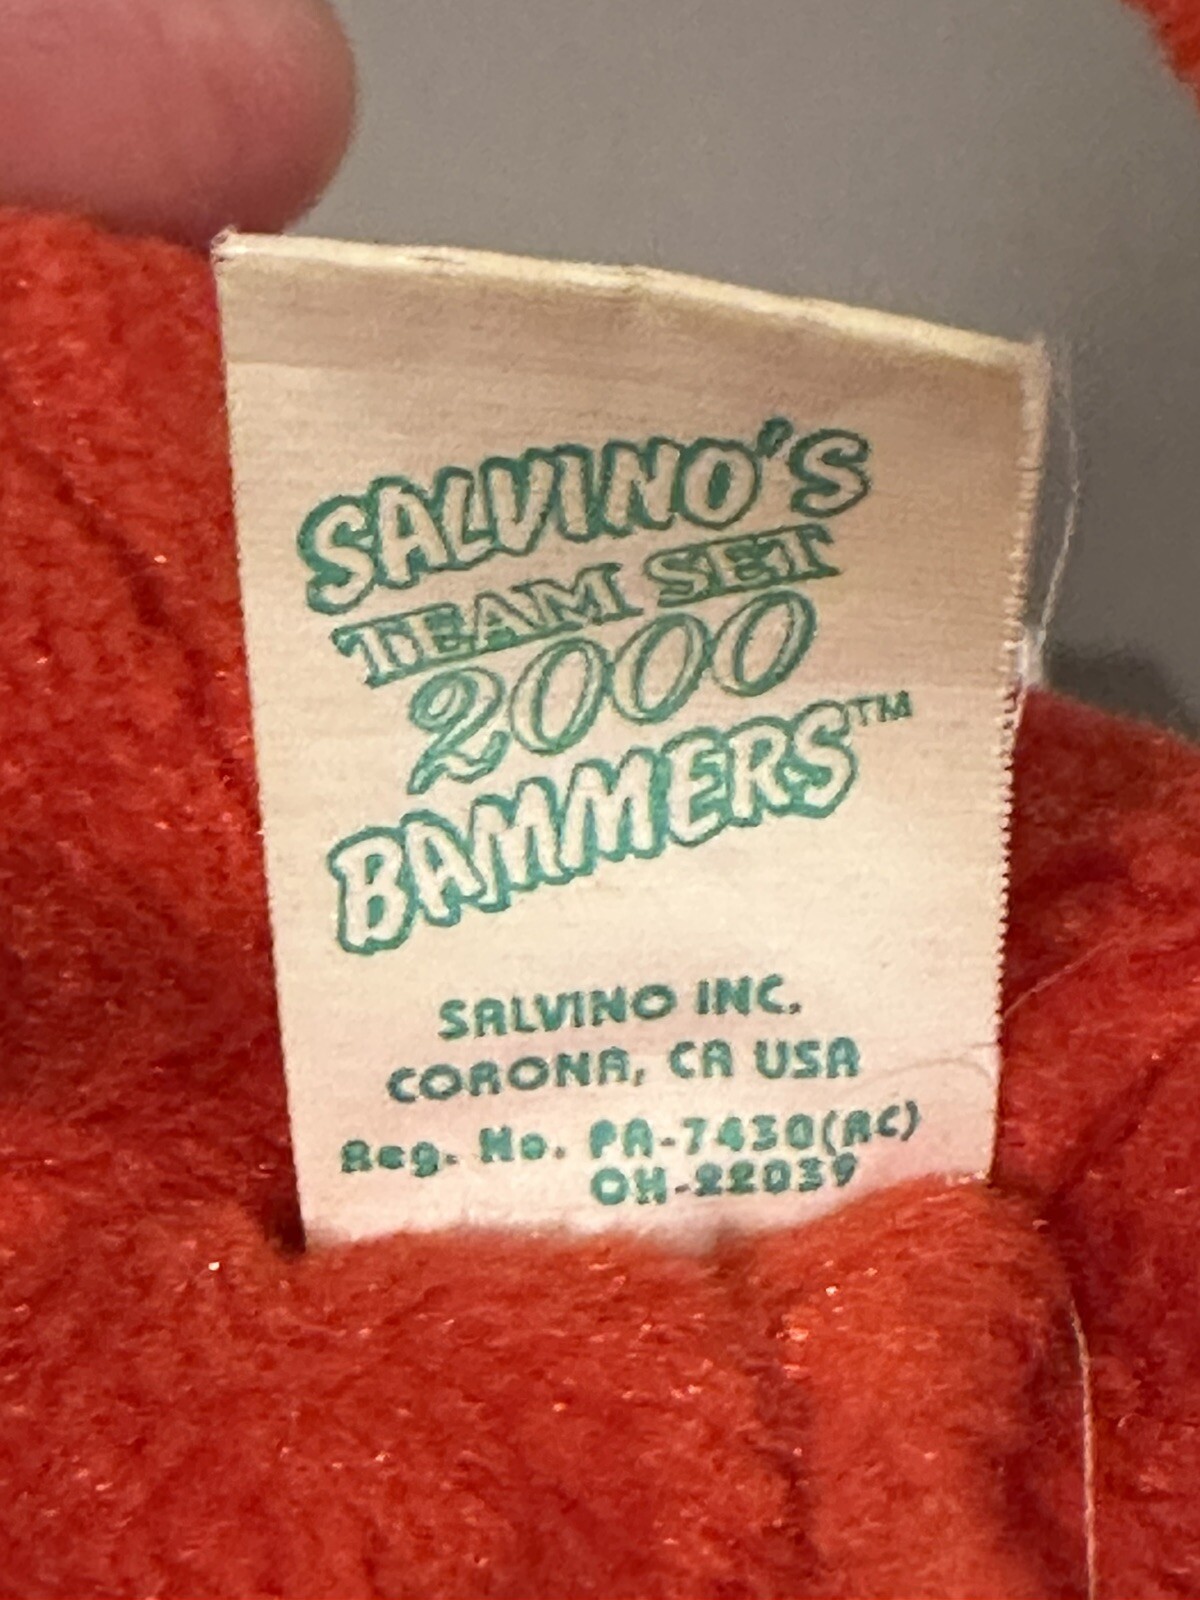 SALVINO'S
TEAM SET
2000
BAMMERS™
SALVINO INC.
CORONA, CA USA
Reg. No. PA-7430(RC)
OH-22039